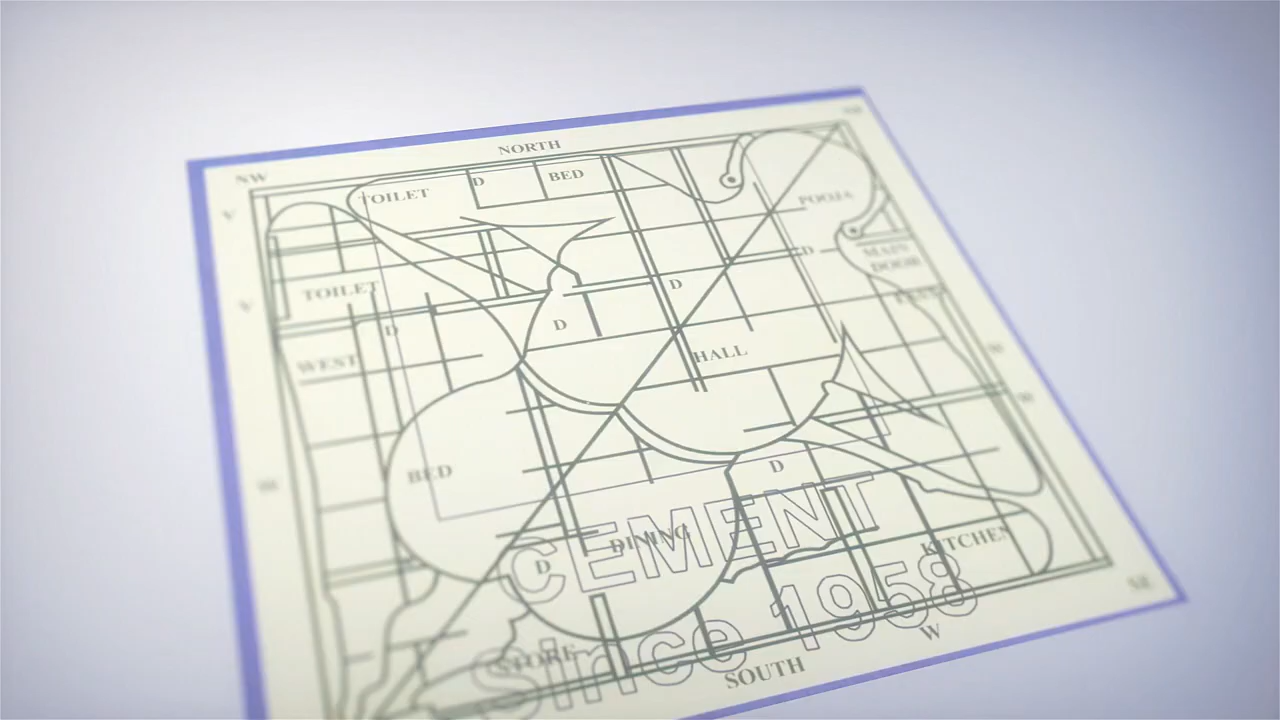 NORTH
NW
TOILET
D
BED
POOJA
V
MAIN
DOOR
D
TOILET
D
V
D
D
WEST
HALL
BED
D
CEMENT
DINING
D
KITCHEN
since 1958
STORE
W
SOUTH